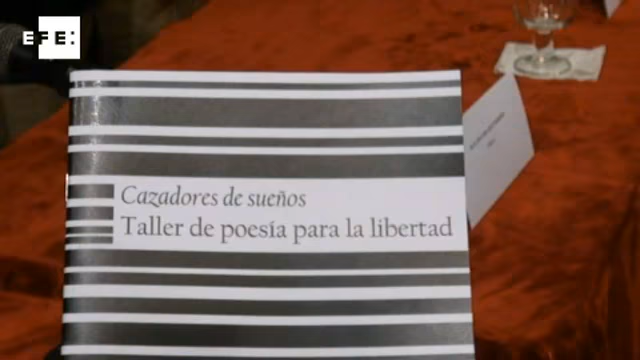 EFE:
Cazadores de sueños
Taller de poesía para la libertad